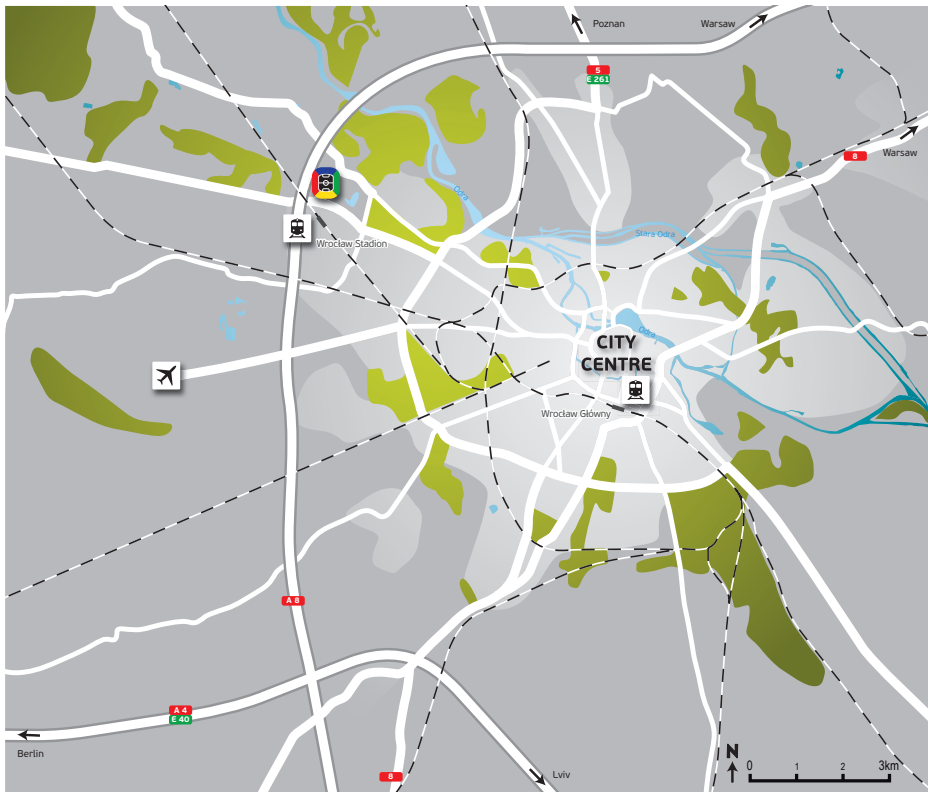 Poznan
Warsaw
5
E 261
8
Warsaw
Odra
Wrocław Stadion
Stara Odra
Odra
CITY
CENTRE
Wrocław Główny
A 8
A 4
E 40
Berlin
8
Lviv
N
0 1 2 3km